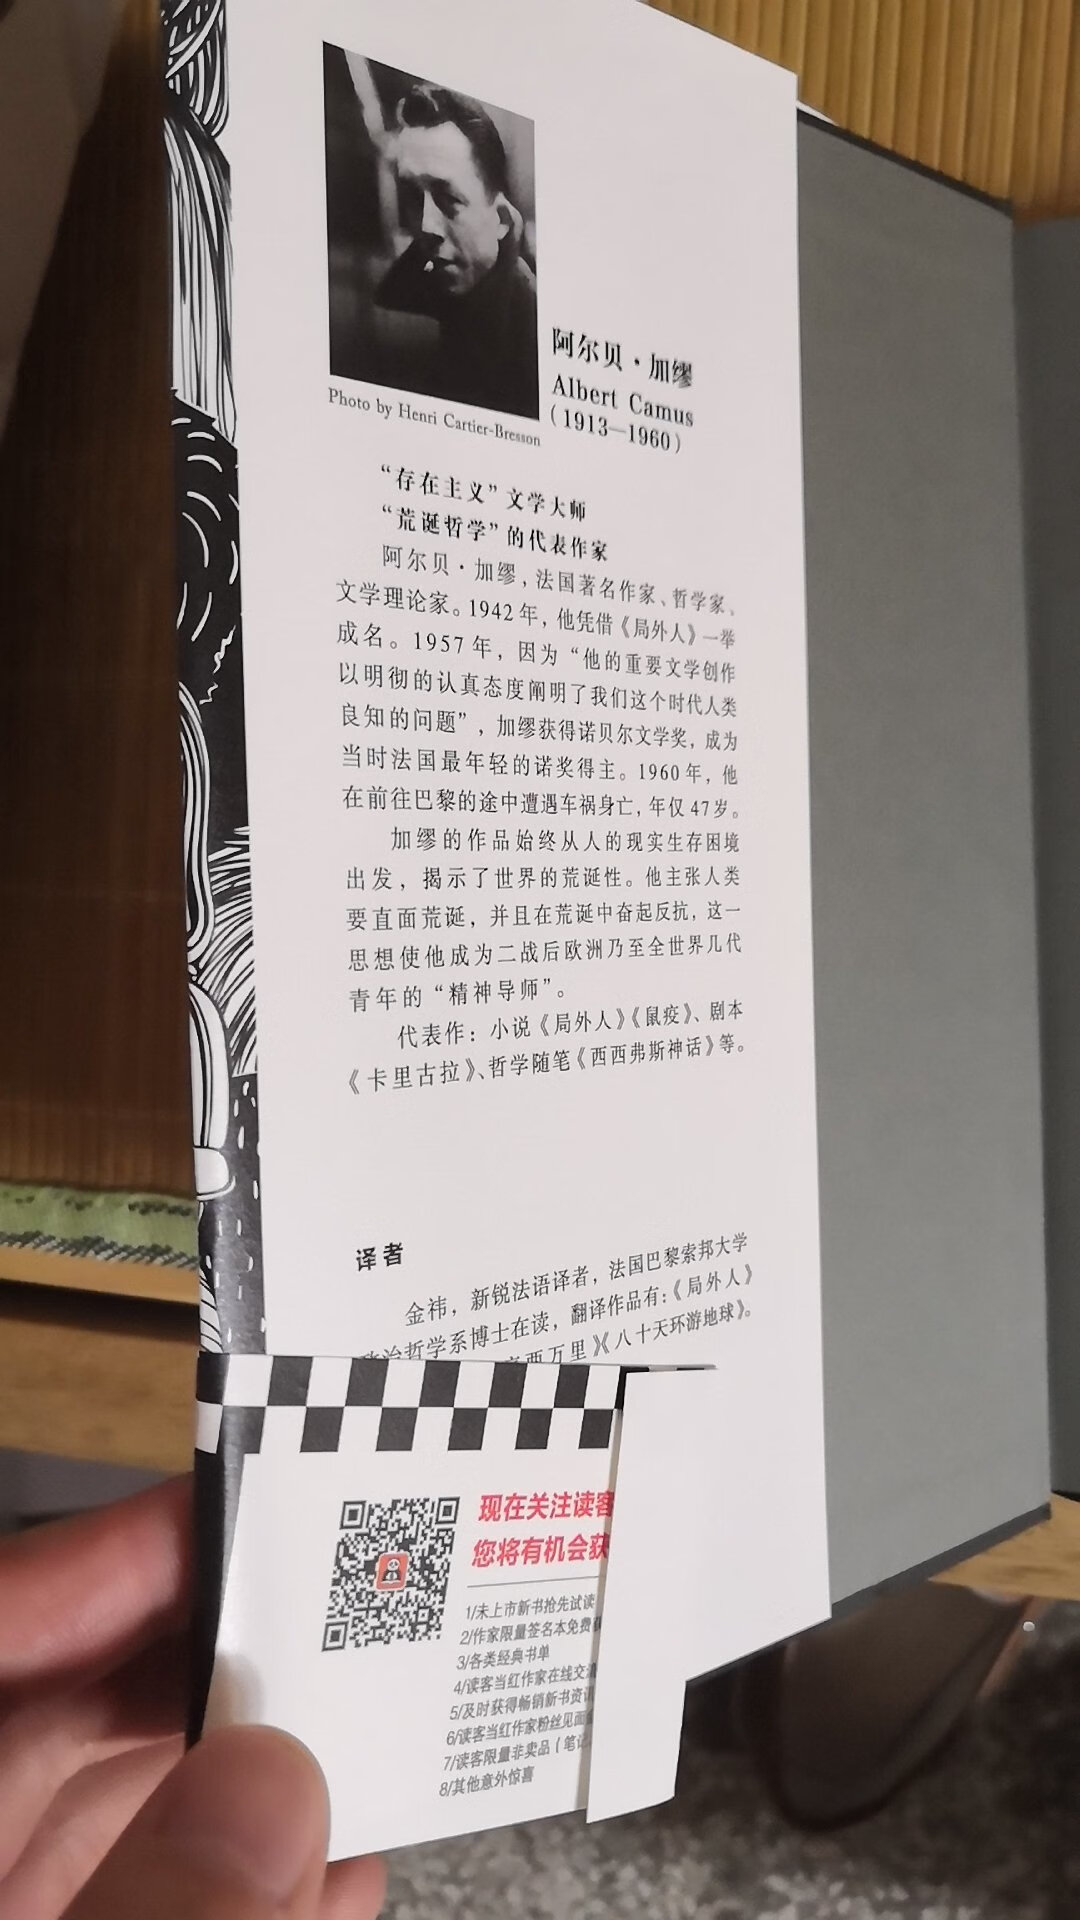 阿尔贝·加缪
Albert Camus
（1913—1960）
Photo by Henri Cartier-Bresson
“存在主义”文学大师
“荒诞哲学”的代表作家
阿尔贝·加缪，法国著名作家、哲学家、
文学理论家。1942年，他凭借《局外人》一举
成名。1957年，因为“他的重要文学创作
以明彻的认真态度阐明了我们这个时代人类
良知的问题”，加缪获得诺贝尔文学奖，成为
当时法国最年轻的诺奖得主。1960年，他
在前往巴黎的途中遭遇车祸身亡，年仅47岁。
加缪的作品始终从人的现实生存困境
出发，揭示了世界的荒诞性。他主张人类
要直面荒诞，并且在荒诞中奋起反抗，这一
思想使他成为二战后欧洲乃至全世界几代
青年的“精神导师”。
代表作：小说《局外人》《鼠疫》、剧本
《卡里古拉》、哲学随笔《西西弗斯神话》等。
译者
金祎，新锐法语译者，法国巴黎索邦大学
政治哲学系博士在读，翻译作品有：《局外人》
两万里》《八十天环游地球》。
现在关注读客
您将有机会获
1/未上市新书抢先试读
2/作家限量签名本免费
3/各类经典书单
4/读客当红作家在线交流
5/及时获得畅销新书资讯
6/读客当红作家粉丝见面
7/读客限量非卖品（笔记
8/其他意外惊喜